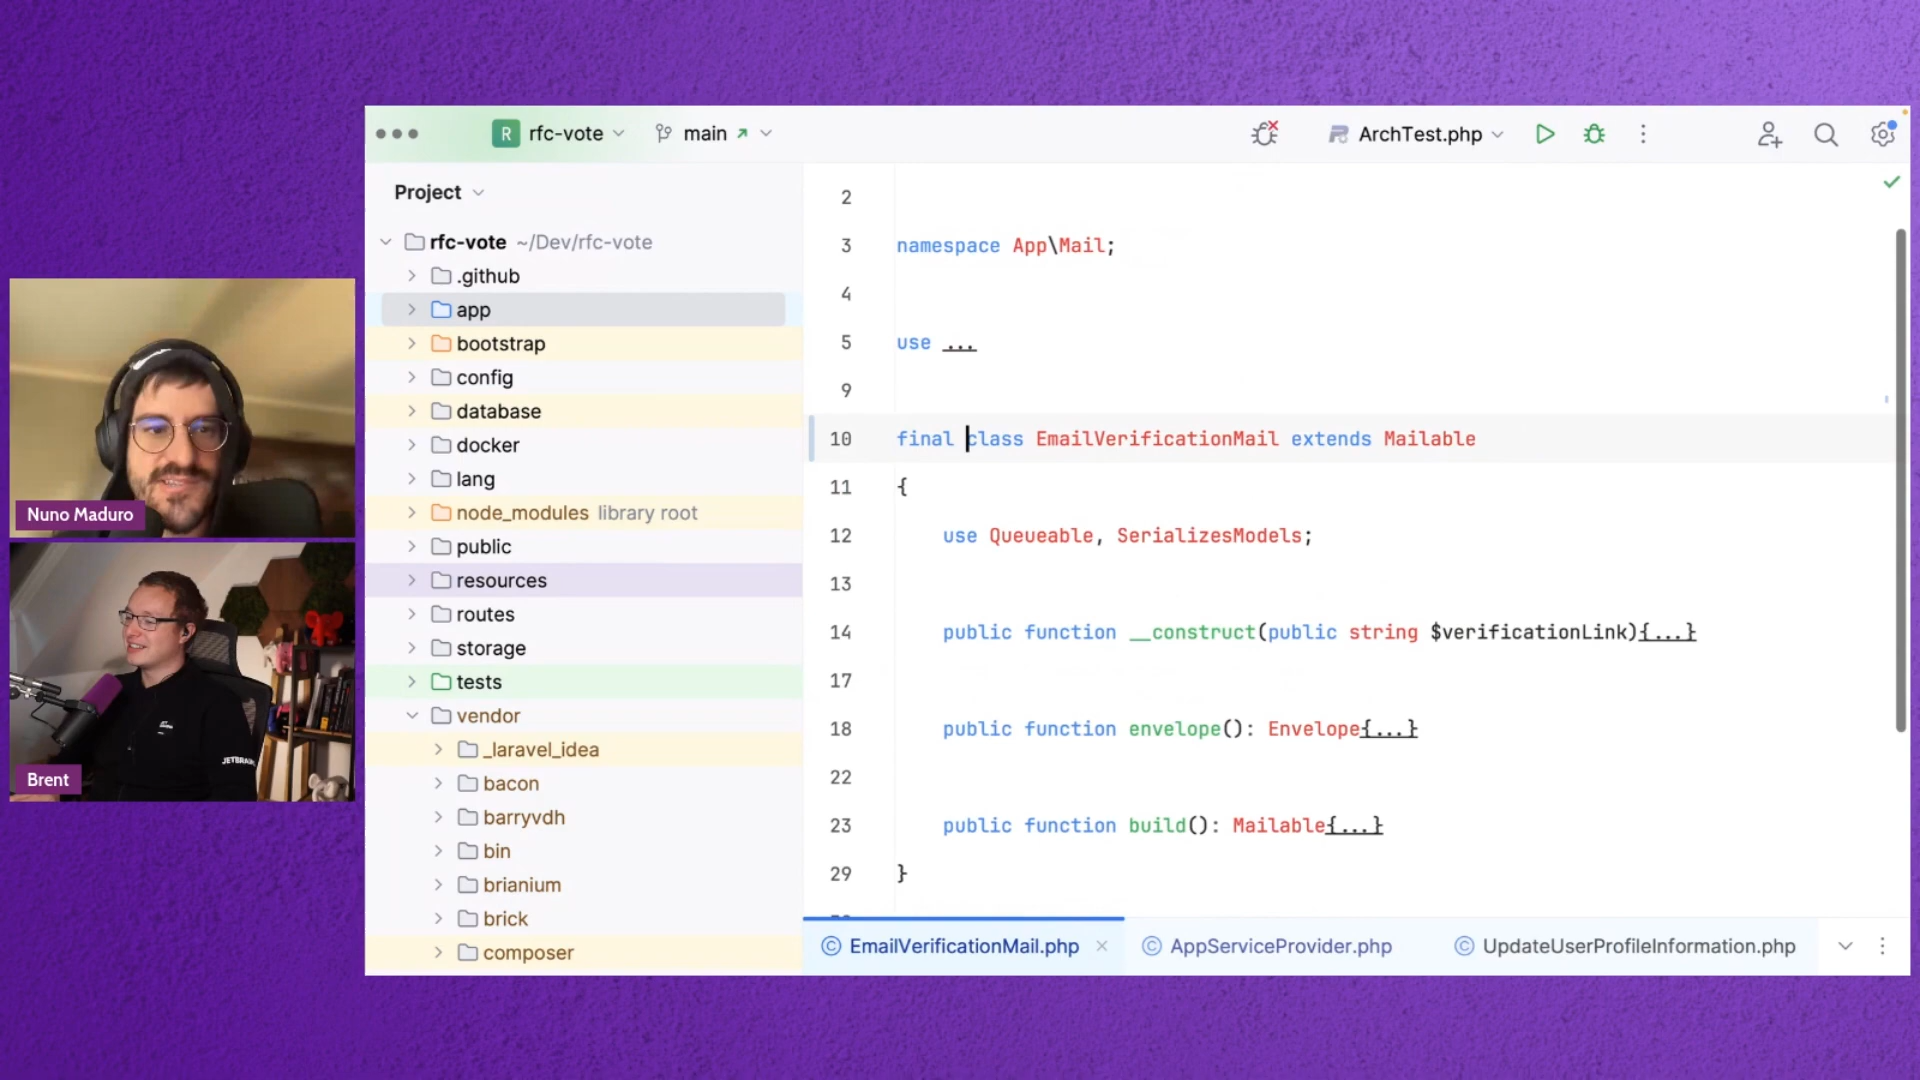 R rfc-vote main ArchTest.php
Project
rfc-vote ~/Dev/rfc-vote
.github
app
bootstrap
config
database
docker
lang
node_modules library root
public
resources
routes
storage
tests
vendor
_laravel_idea
bacon
barryvdh
bin
brianium
brick
composer
2
3 namespace App\Mail;
4
5 use ...
9
10 final class EmailVerificationMail extends Mailable
11 {
12 use Queueable, SerializesModels;
13
14 public function __construct(public string $verificationLink){...}
17
18 public function envelope(): Envelope{...}
22
23 public function build(): Mailable{...}
29 }
EmailVerificationMail.php AppServiceProvider.php UpdateUserProfileInformation.php
Nuno Maduro
Brent